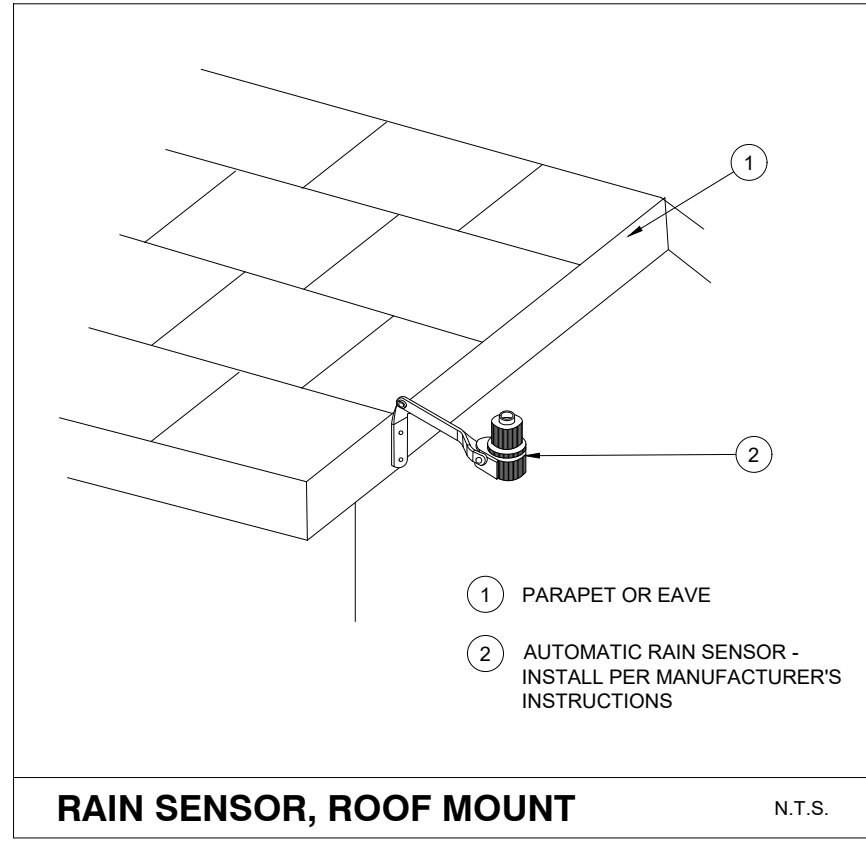 1
2
1 PARAPET OR EAVE
2 AUTOMATIC RAIN SENSOR -
INSTALL PER MANUFACTURER'S
INSTRUCTIONS
RAIN SENSOR, ROOF MOUNT N.T.S.